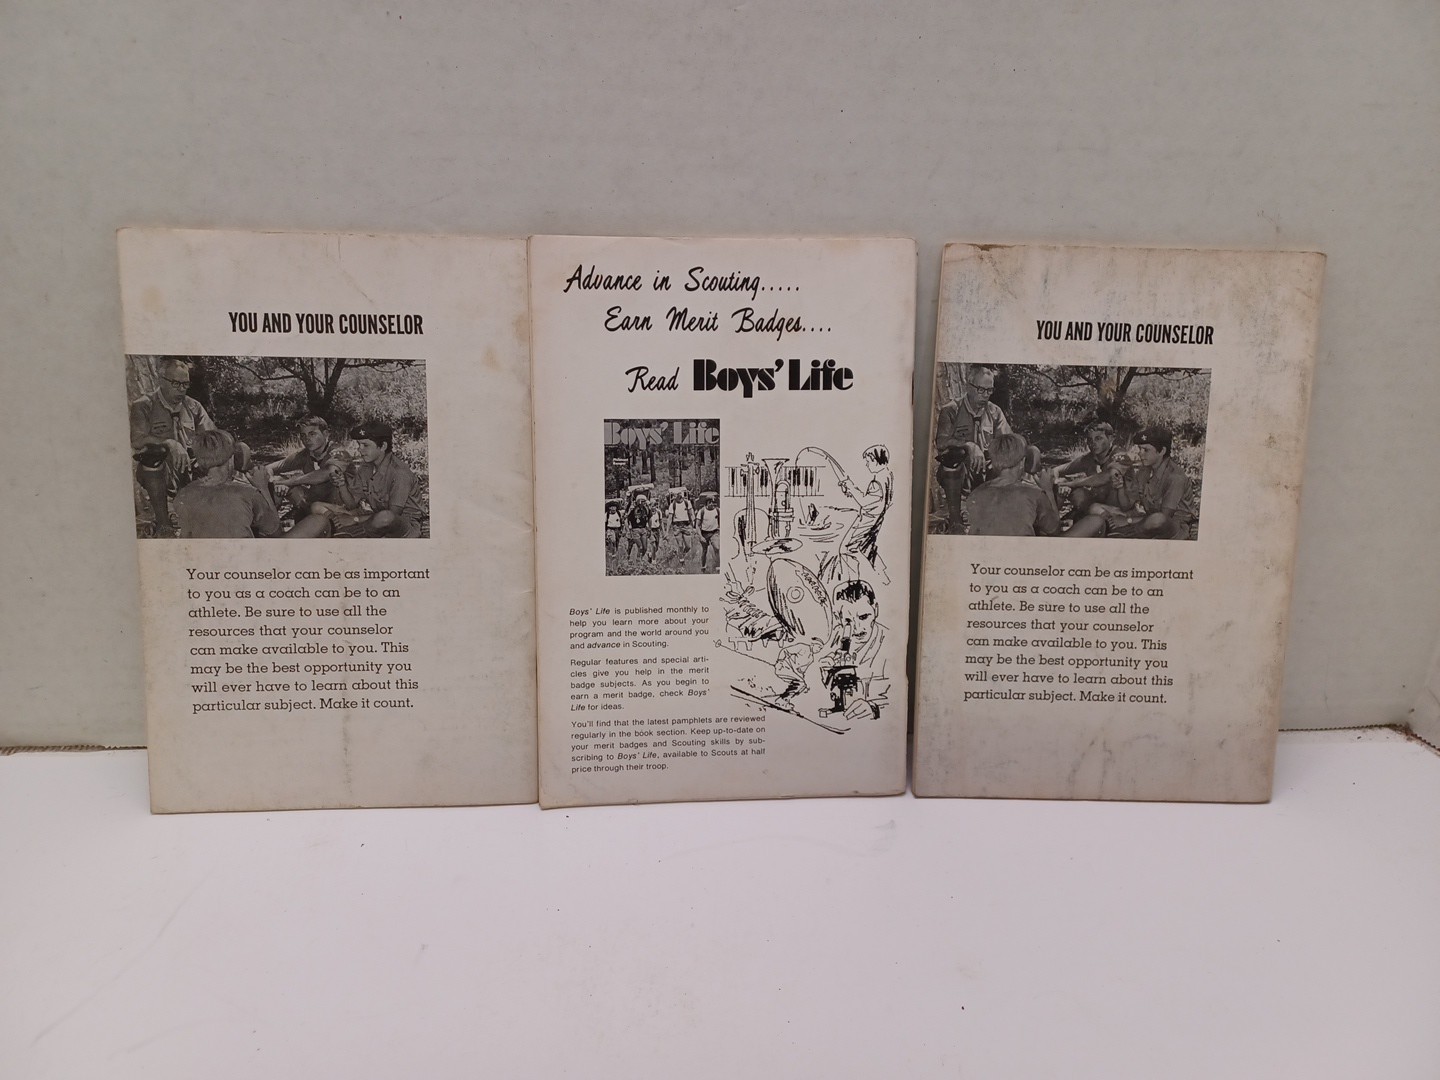 YOU AND YOUR COUNSELOR
Your counselor can be as important
to you as a coach can be to an
athlete. Be sure to use all the
resources that your counselor
can make available to you. This
may be the best opportunity you
will ever have to learn about this
particular subject. Make it count.
Advance in Scouting.....
Earn Merit Badges....
Read Boys' Life
Boys' Life
Boys' Life is published monthly to
help you learn more about your
program and the world around you
and advance in Scouting.
Regular features and special arti-
cles give you help in the merit
badge subjects. As you begin to
earn a merit badge, check Boys'
Life for ideas.
You'll find that the latest pamphlets are reviewed
regularly in the book section. Keep up-to-date on
your merit badges and Scouting skills by sub-
scribing to Boys' Life, available to Scouts at half
price through their troop.
YOU AND YOUR COUNSELOR
Your counselor can be as important
to you as a coach can be to an
athlete. Be sure to use all the
resources that your counselor
can make available to you. This
may be the best opportunity you
will ever have to learn about this
particular subject. Make it count.